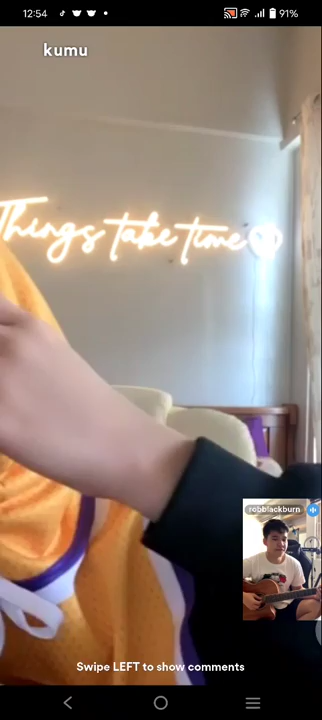 12:54
91%
kumu
Things take time
robblackburn
Swipe LEFT to show comments